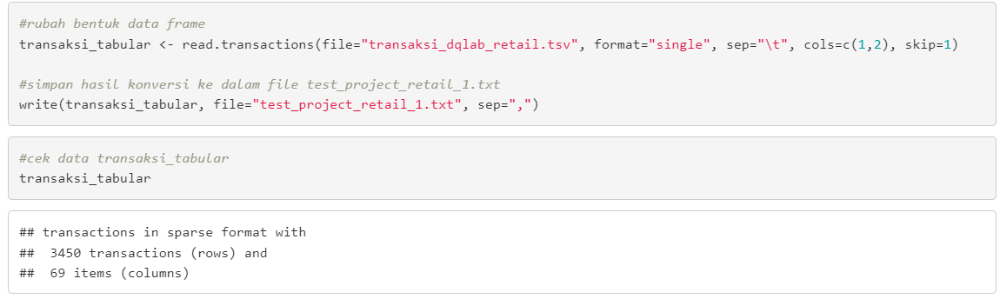 #rubah bentuk data frame
transaksi_tabular <- read.transactions(file="transaksi_dqlab_retail.tsv", format="single", sep="\t", cols=c(1,2), skip=1)
#simpan hasil konversi ke dalam file test_project_retail_1.txt
write(transaksi_tabular, file="test_project_retail_1.txt", sep=",")
#cek data transaksi_tabular
transaksi_tabular
## transactions in sparse format with
##  3450 transactions (rows) and
##  69 items (columns)